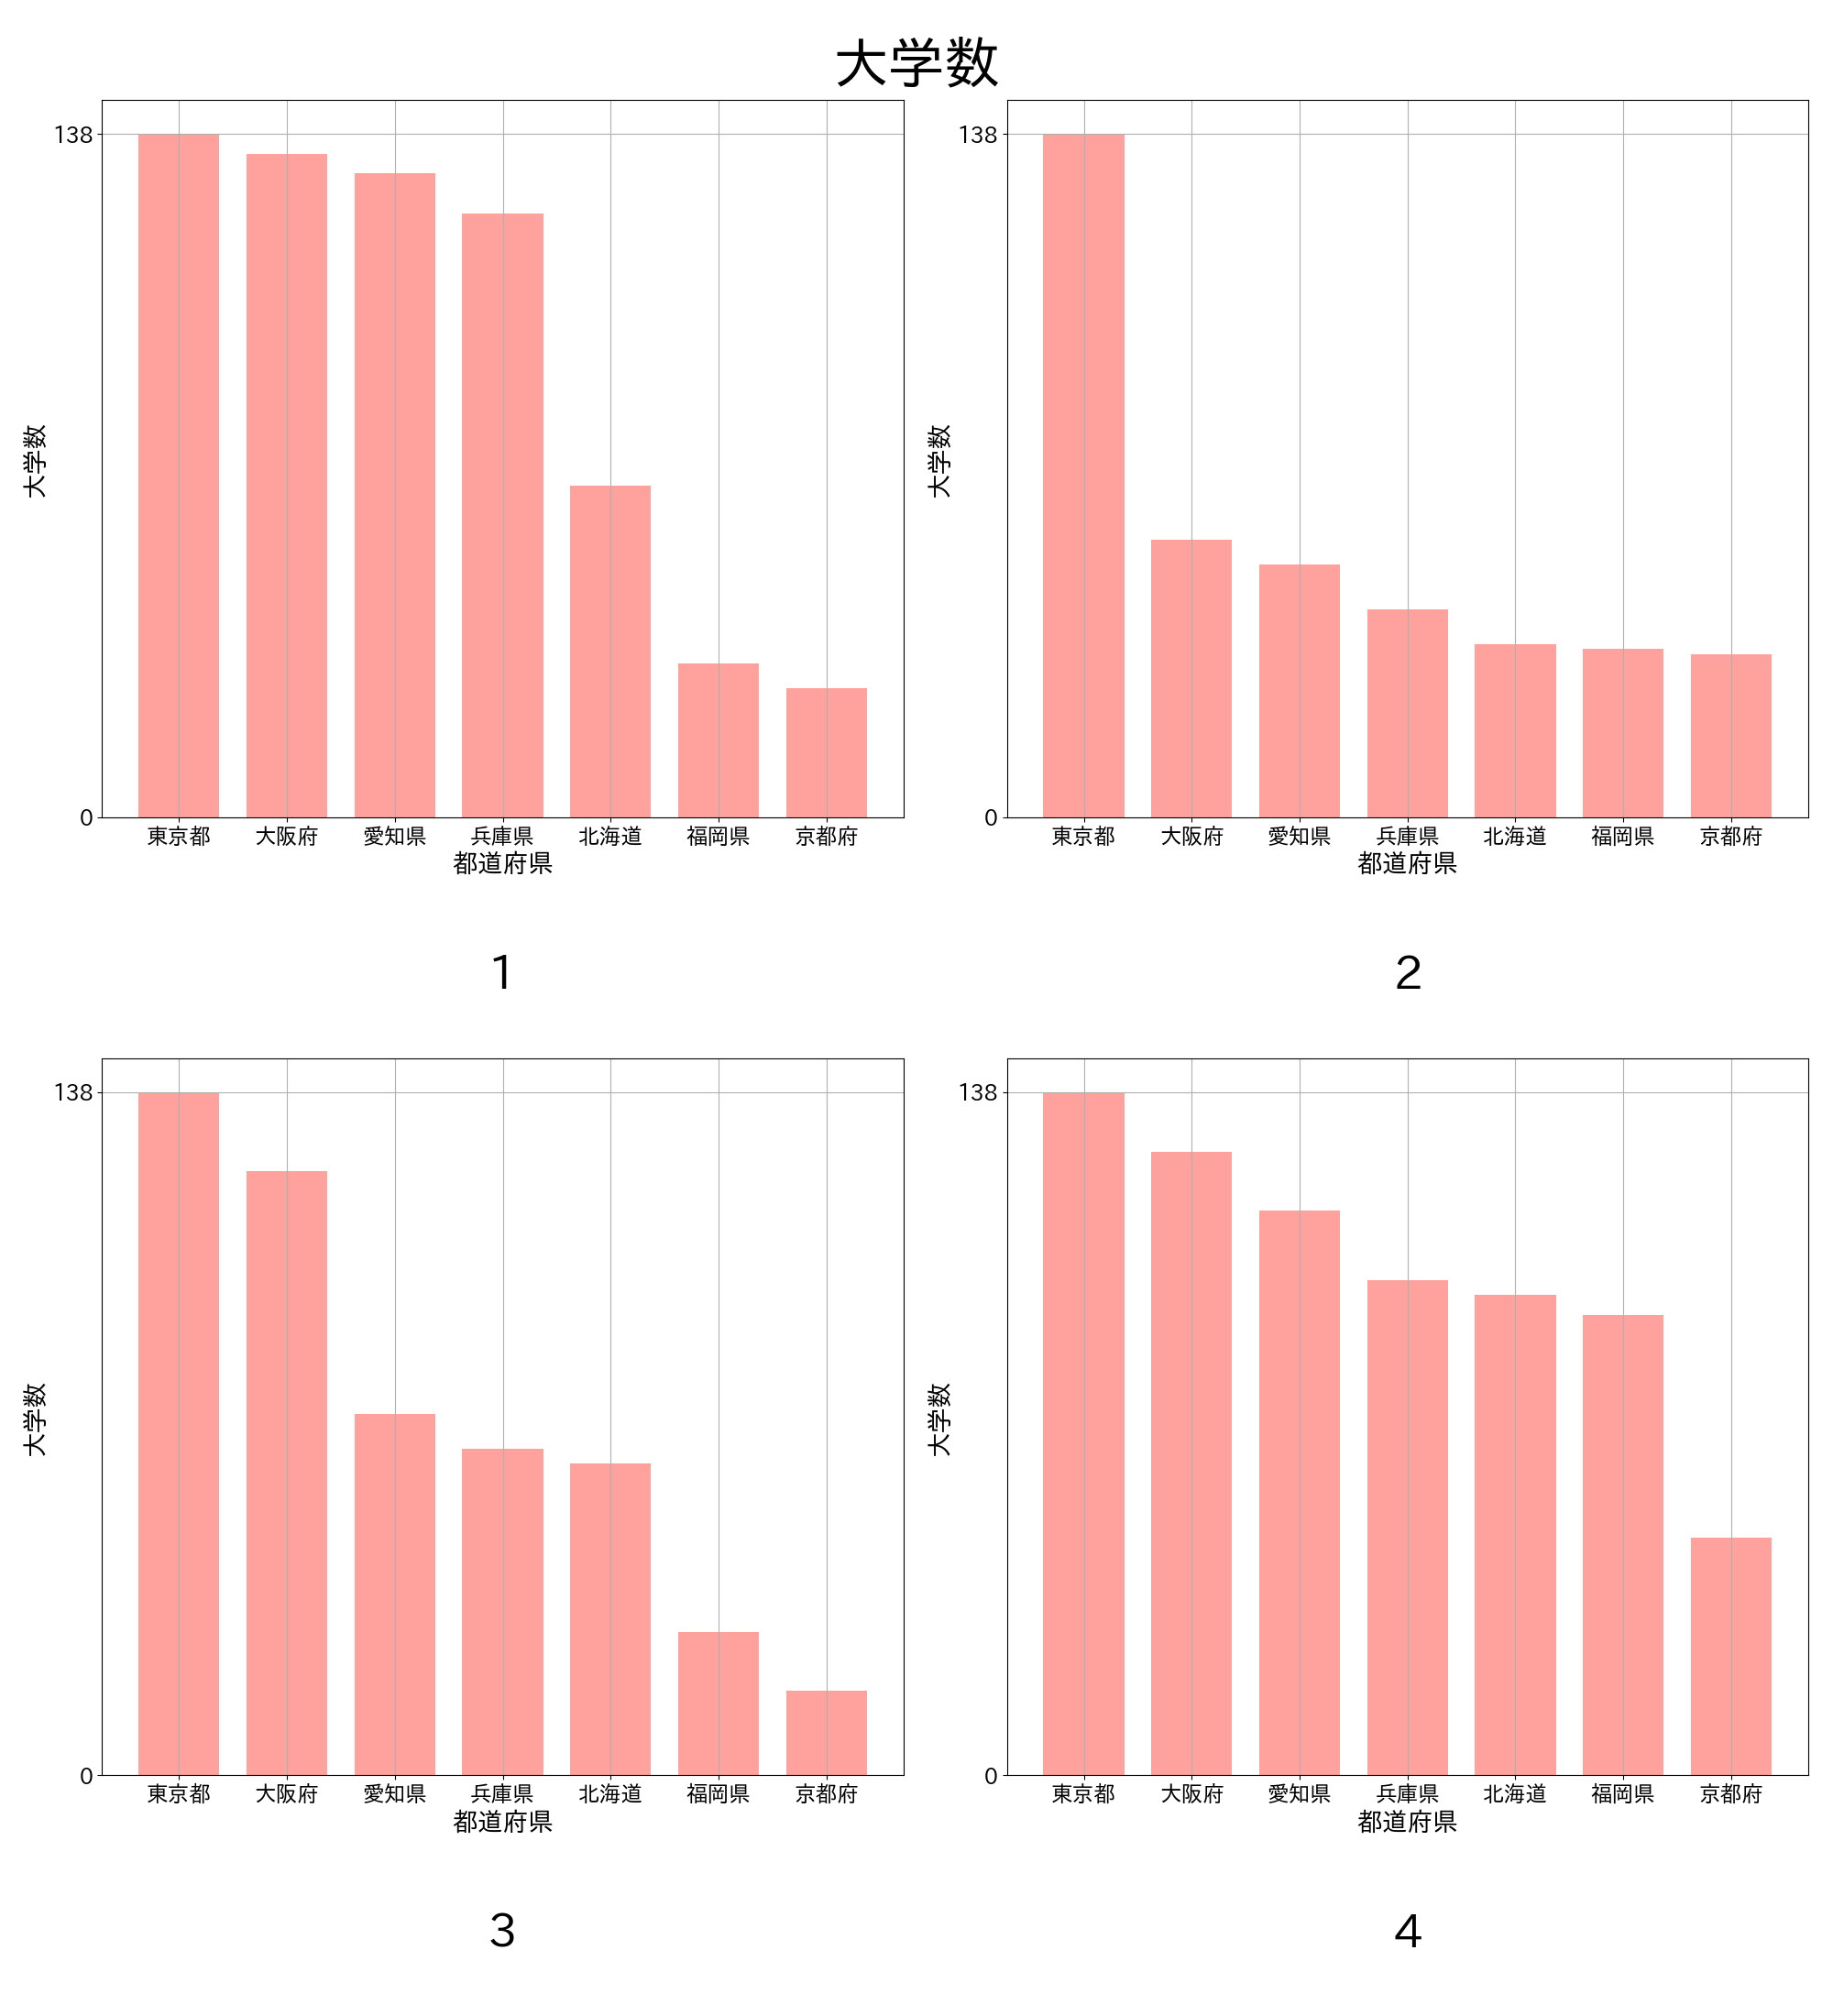 大学数
138
0
大学数
東京都 大阪府 愛知県 兵庫県 北海道 福岡県 京都府
都道府県
1
138
0
大学数
東京都 大阪府 愛知県 兵庫県 北海道 福岡県 京都府
都道府県
2
138
0
大学数
東京都 大阪府 愛知県 兵庫県 北海道 福岡県 京都府
都道府県
3
138
0
大学数
東京都 大阪府 愛知県 兵庫県 北海道 福岡県 京都府
都道府県
4